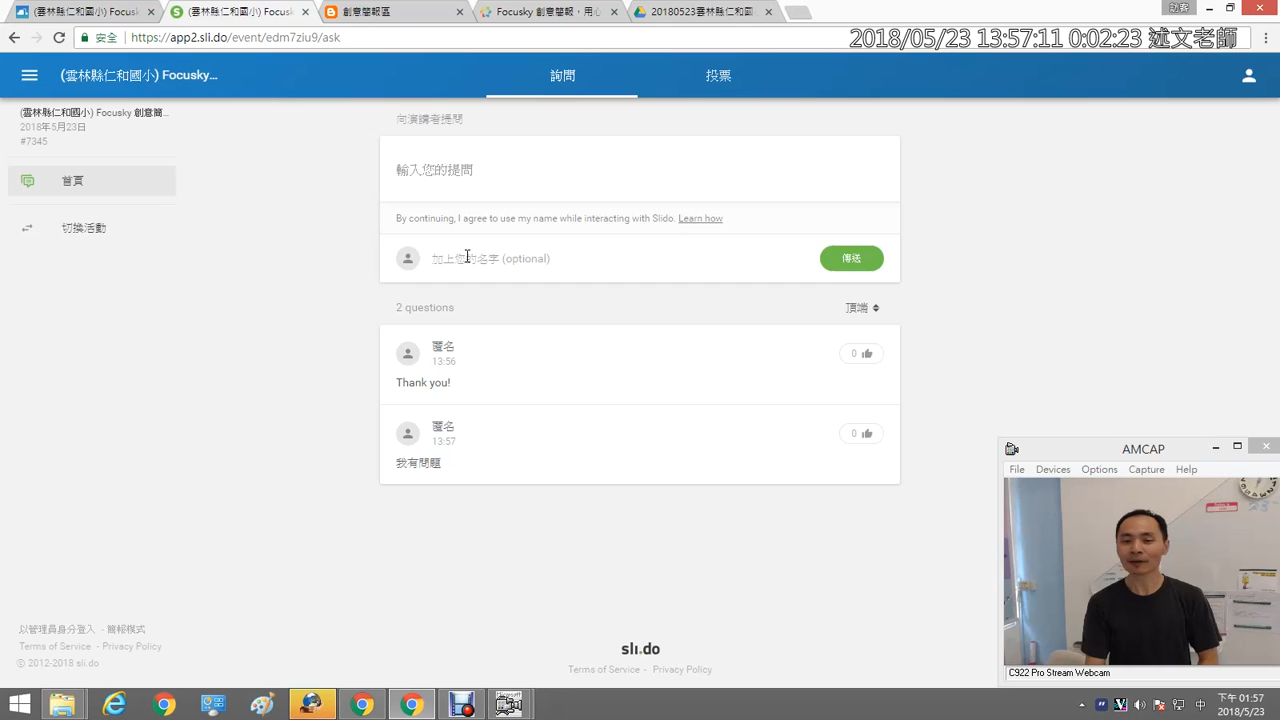 (雲林縣仁和國小) Focusk
(雲林縣仁和國小) Focusk
創意簡報區
Focusky 創意簡報，用心
20180523雲林縣仁和國
訪客
安全
https://app2.sli.do/event/edm7ziu9/ask
2018/05/23 13:57:11 0:02:23 述文老師
(雲林縣仁和國小) Focusky...
詢問
投票
(雲林縣仁和國小) Focusky 創意簡...
2018年5月23日
#7345
首頁
切換活動
向演講者提問
輸入您的提問
By continuing, I agree to use my name while interacting with Slido. Learn how
加上您的名字 (optional)
傳送
2 questions
頂端
匿名
13:56
0
Thank you!
匿名
13:57
0
我有問題
AMCAP
File Devices Options Capture Help
C922 Pro Stream Webcam
以管理員身分登入 - 簡報模式
Terms of Service - Privacy Policy
© 2012-2018 sli.do
sli.do
Terms of Service - Privacy Policy
中
下午 01:57
2018/5/23